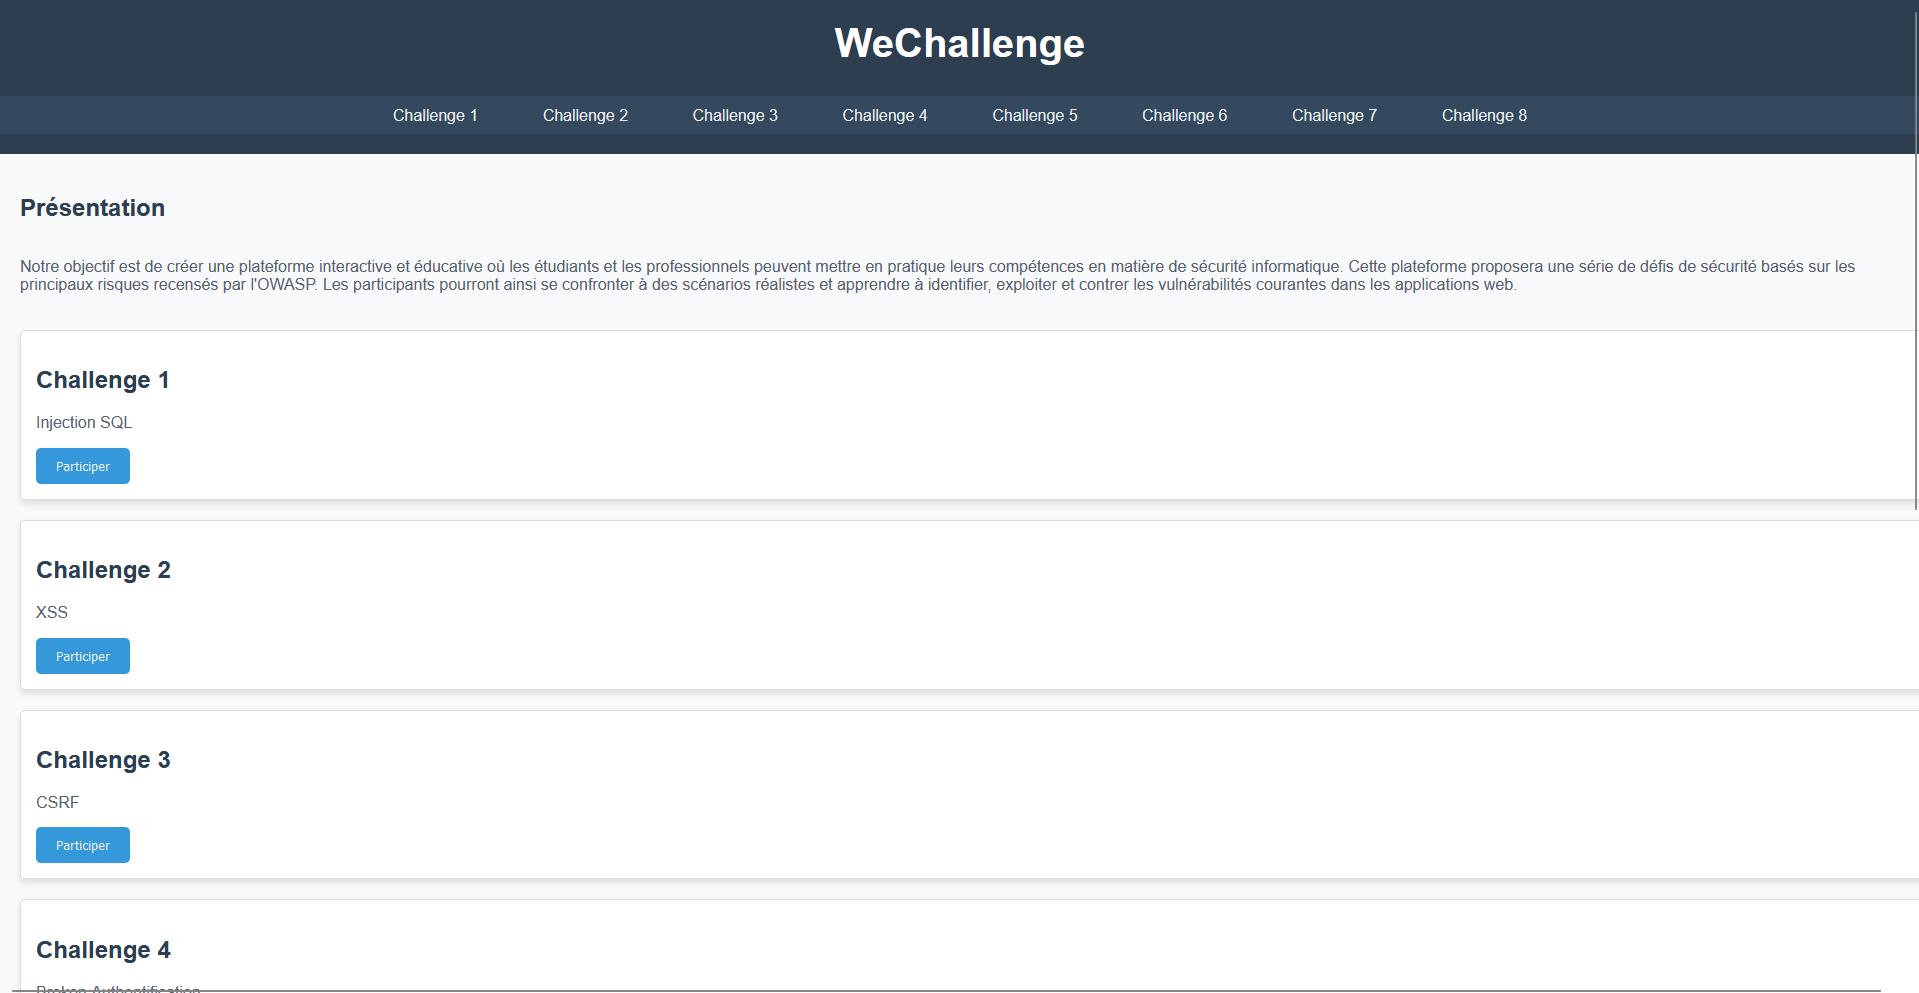 WeChallenge
Challenge 1 Challenge 2 Challenge 3 Challenge 4 Challenge 5 Challenge 6 Challenge 7 Challenge 8
Présentation
Notre objectif est de créer une plateforme interactive et éducative où les étudiants et les professionnels peuvent mettre en pratique leurs compétences en matière de sécurité informatique. Cette plateforme proposera une série de défis de sécurité basés sur les
principaux risques recensés par l'OWASP. Les participants pourront ainsi se confronter à des scénarios réalistes et apprendre à identifier, exploiter et contrer les vulnérabilités courantes dans les applications web.
Challenge 1
Injection SQL
Participer
Challenge 2
XSS
Participer
Challenge 3
CSRF
Participer
Challenge 4
Broken Authentification